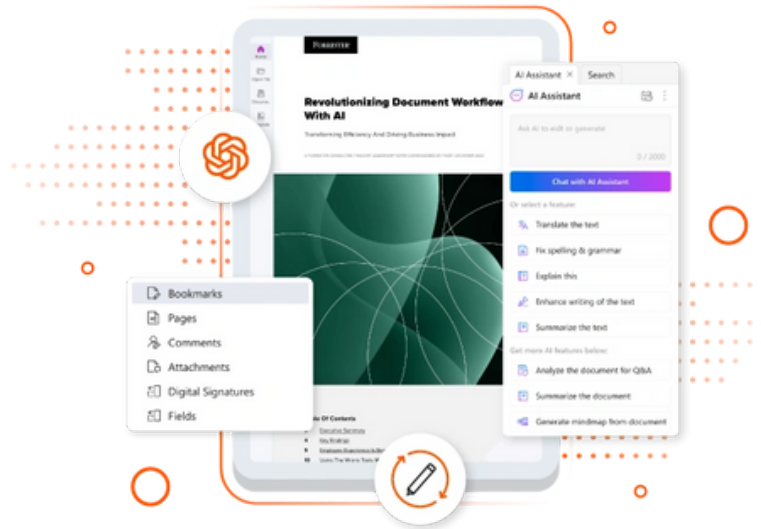 FORRESTER
Revolutionizing Document Workflow
With AI
Transforming Efficiency And Driving Business Impact
Home
AI Assistant × Search
AI Assistant
Ask AI to edit or generate
0 / 2000
Chat with AI Assistant
Or select a feature:
Translate the text
Fix spelling & grammar
Explain this
Enhance writing of the text
Summarize the text
Get more AI features below:
Analyze the document for Q&A
Summarize the document
Generate mindmap from document
Bookmarks
Pages
Comments
Attachments
Digital Signatures
Fields
Of Contents
Executive Summary
Key Findings